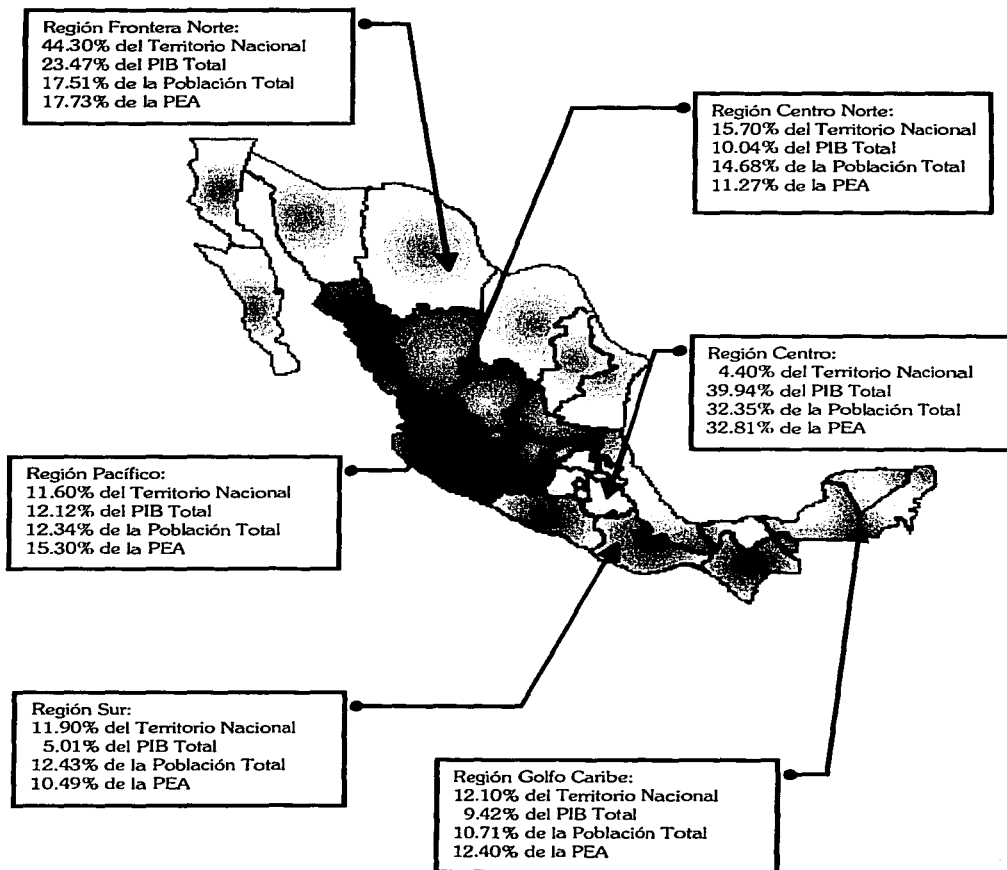 Región Frontera Norte:
44.30% del Territorio Nacional
23.47% del PIB Total
17.51% de la Población Total
17.73% de la PEA
Región Centro Norte:
15.70% del Territorio Nacional
10.04% del PIB Total
14.68% de la Población Total
11.27% de la PEA
Región Centro:
4.40% del Territorio Nacional
39.94% del PIB Total
32.35% de la Población Total
32.81% de la PEA
Región Pacífico:
11.60% del Territorio Nacional
12.12% del PIB Total
12.34% de la Población Total
15.30% de la PEA
Región Sur:
11.90% del Territorio Nacional
5.01% del PIB Total
12.43% de la Población Total
10.49% de la PEA
Región Golfo Caribe:
12.10% del Territorio Nacional
9.42% del PIB Total
10.71% de la Población Total
12.40% de la PEA